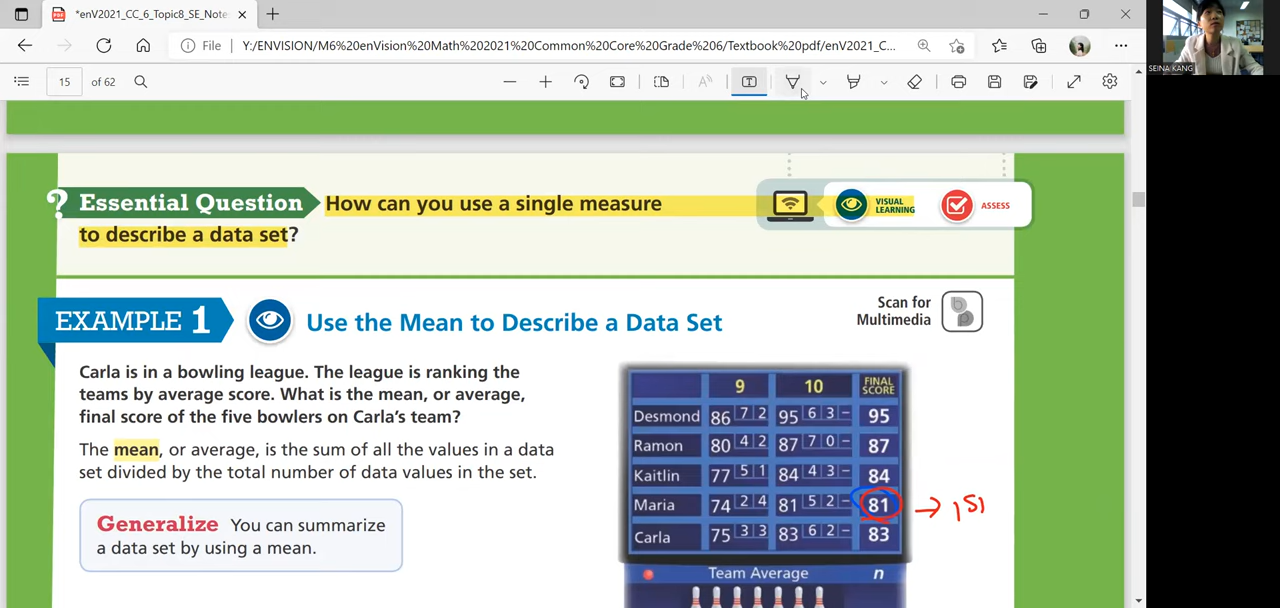 *enV2021_CC_6_Topic8_SE_Note
File
Y:/ENVISION/M6%20enVision%20Math%202021%20Common%20Core%20Grade%206/Textbook%20pdf/enV2021_C...
15 of 62
SEINA KANG
? Essential Question How can you use a single measure
to describe a data set?
VISUAL
LEARNING
ASSESS
EXAMPLE 1 Use the Mean to Describe a Data Set
Scan for
Multimedia
Carla is in a bowling league. The league is ranking the
teams by average score. What is the mean, or average,
final score of the five bowlers on Carla's team?
The mean, or average, is the sum of all the values in a data
set divided by the total number of data values in the set.
Generalize You can summarize
a data set by using a mean.
9 10 FINAL SCORE
Desmond 86 7 2 95 6 3 – 95
Ramon 80 4 2 87 7 0 – 87
Kaitlin 77 5 1 84 4 3 – 84
Maria 74 2 4 81 5 2 – 81 → 151
Carla 75 3 3 83 6 2 – 83
Team Average n